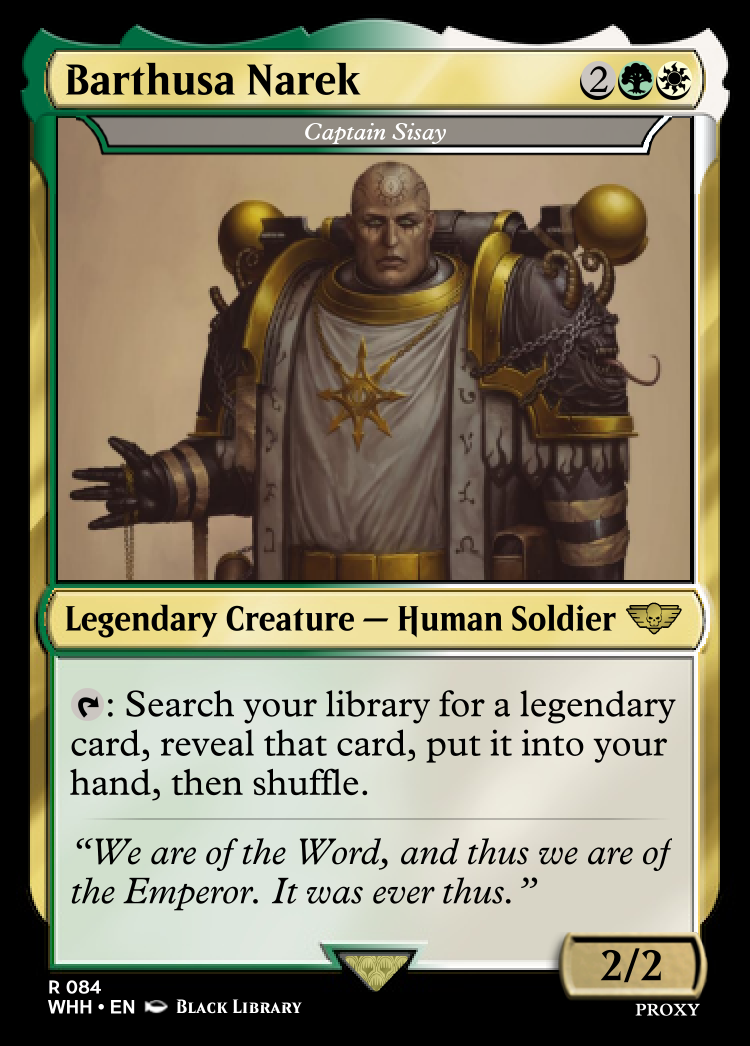 Barthusa Narek 2
Captain Sisay
Legendary Creature — Human Soldier
: Search your library for a legendary
card, reveal that card, put it into your
hand, then shuffle.
“We are of the Word, and thus we are of
the Emperor. It was ever thus.”
2/2
R 084
WHH • EN BLACK LIBRARY
PROXY